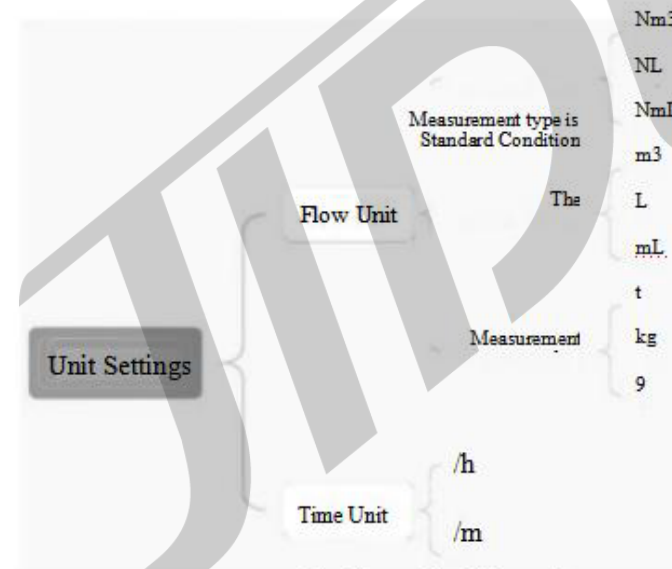 Nm3
NL
NmL
Measurement type is
Standard Condition
m3
The
L
Flow Unit
mL
t
Measurement
kg
Unit Settings
9
/h
Time Unit
/m